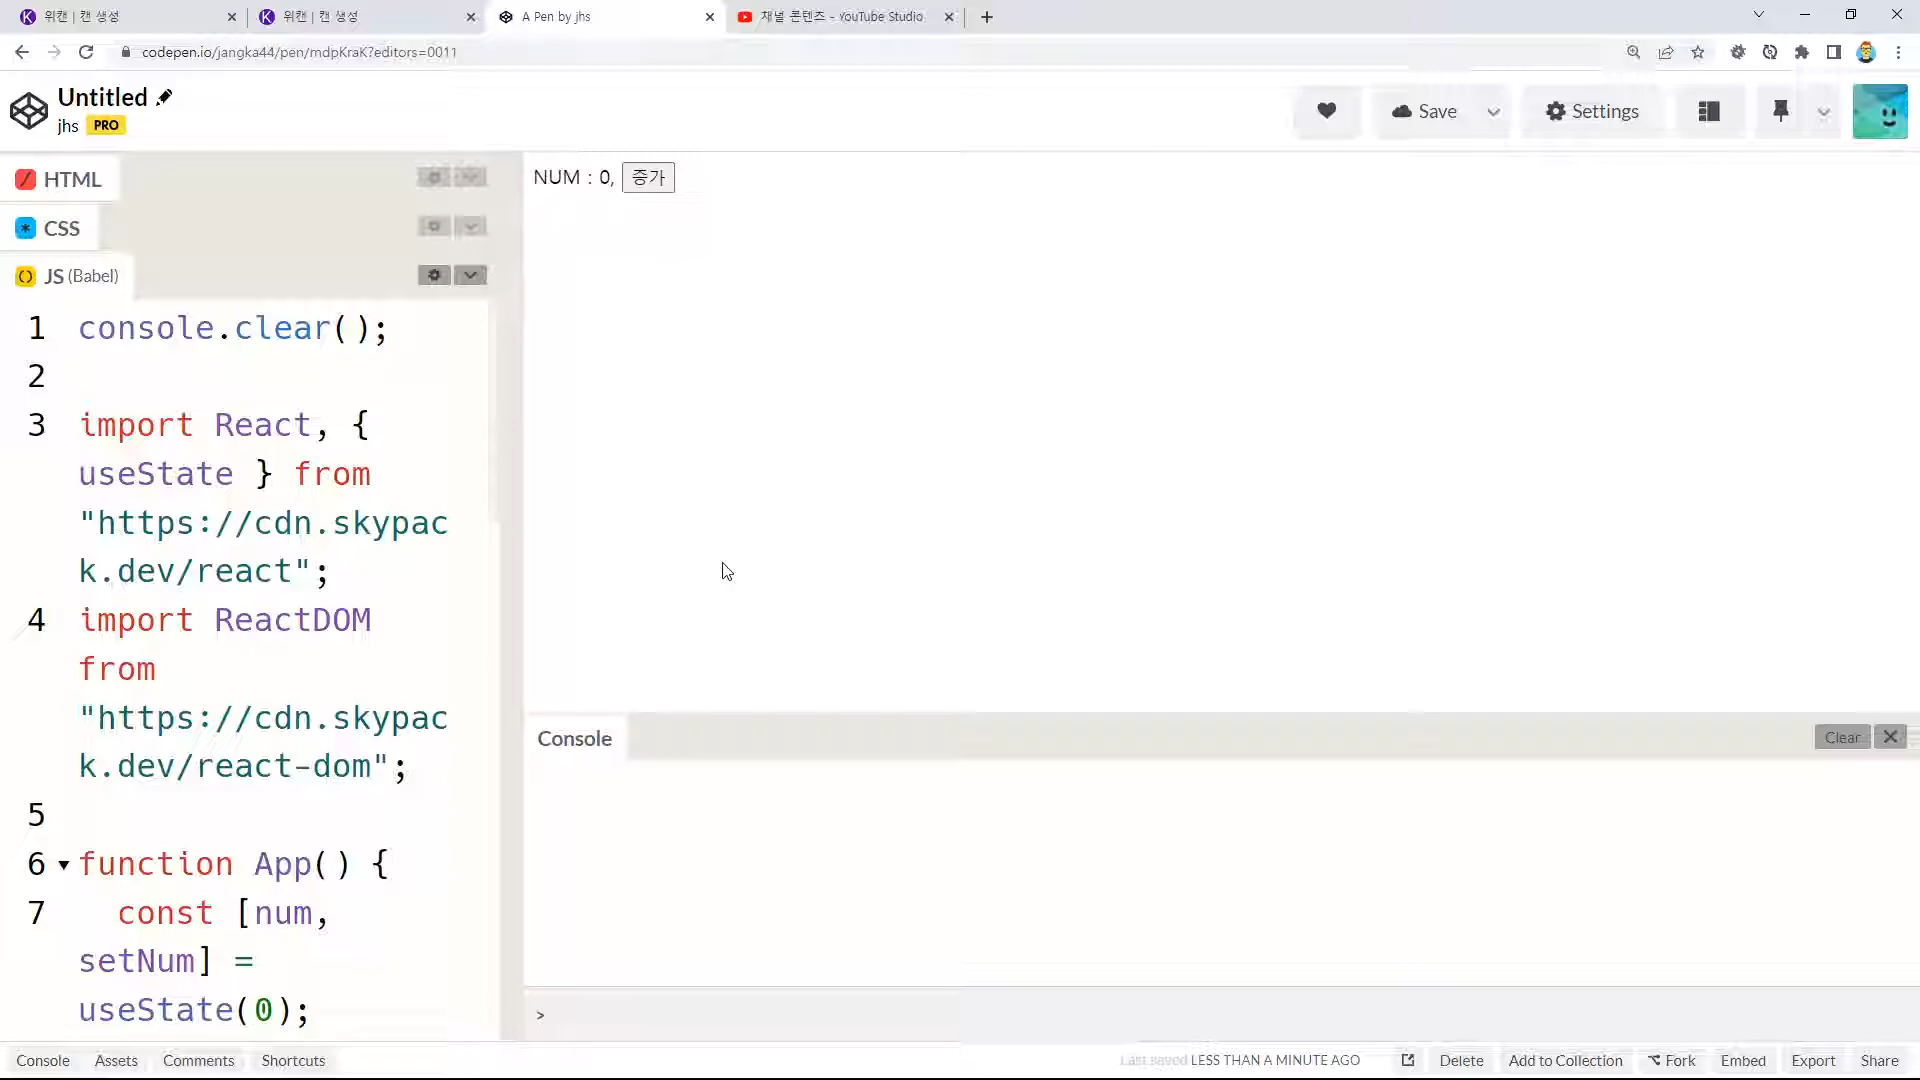 위캔 | 캔 생성
위캔 | 캔 생성
A Pen by jhs
채널 콘텐츠 - YouTube Studio
codepen.io/jangka44/pen/mdpKraK?editors=0011
Untitled
jhs PRO
Save
Settings
HTML
CSS
JS (Babel)
NUM : 0, 증가
1 console.clear();
2
3 import React, {
useState } from
"https://cdn.skypac
k.dev/react";
4 import ReactDOM
from
"https://cdn.skypac
k.dev/react-dom";
5
6 function App() {
7 const [num,
setNum] =
useState(0);
Console
Clear
>
Console Assets Comments Shortcuts
Last saved LESS THAN A MINUTE AGO
Delete Add to Collection Fork Embed Export Share